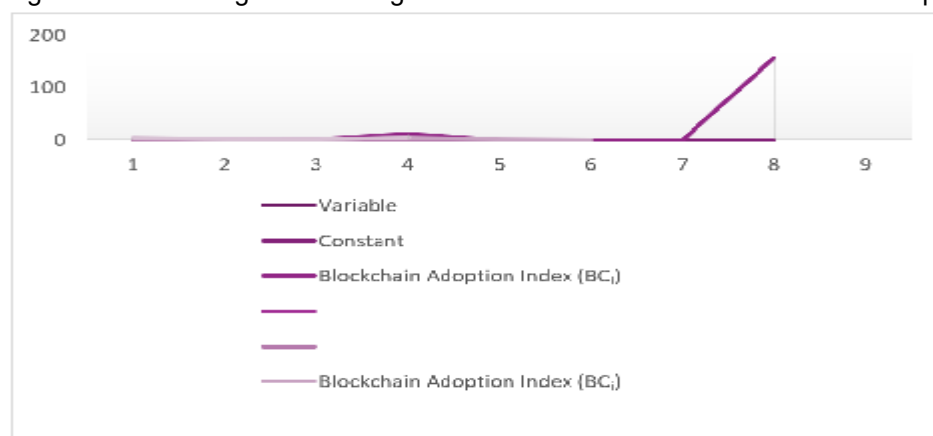 200
100
0
1 2 3 4 5 6 7 8 9
Variable
Constant
Blockchain Adoption Index (BCᵢ)
Blockchain Adoption Index (BCᵢ)